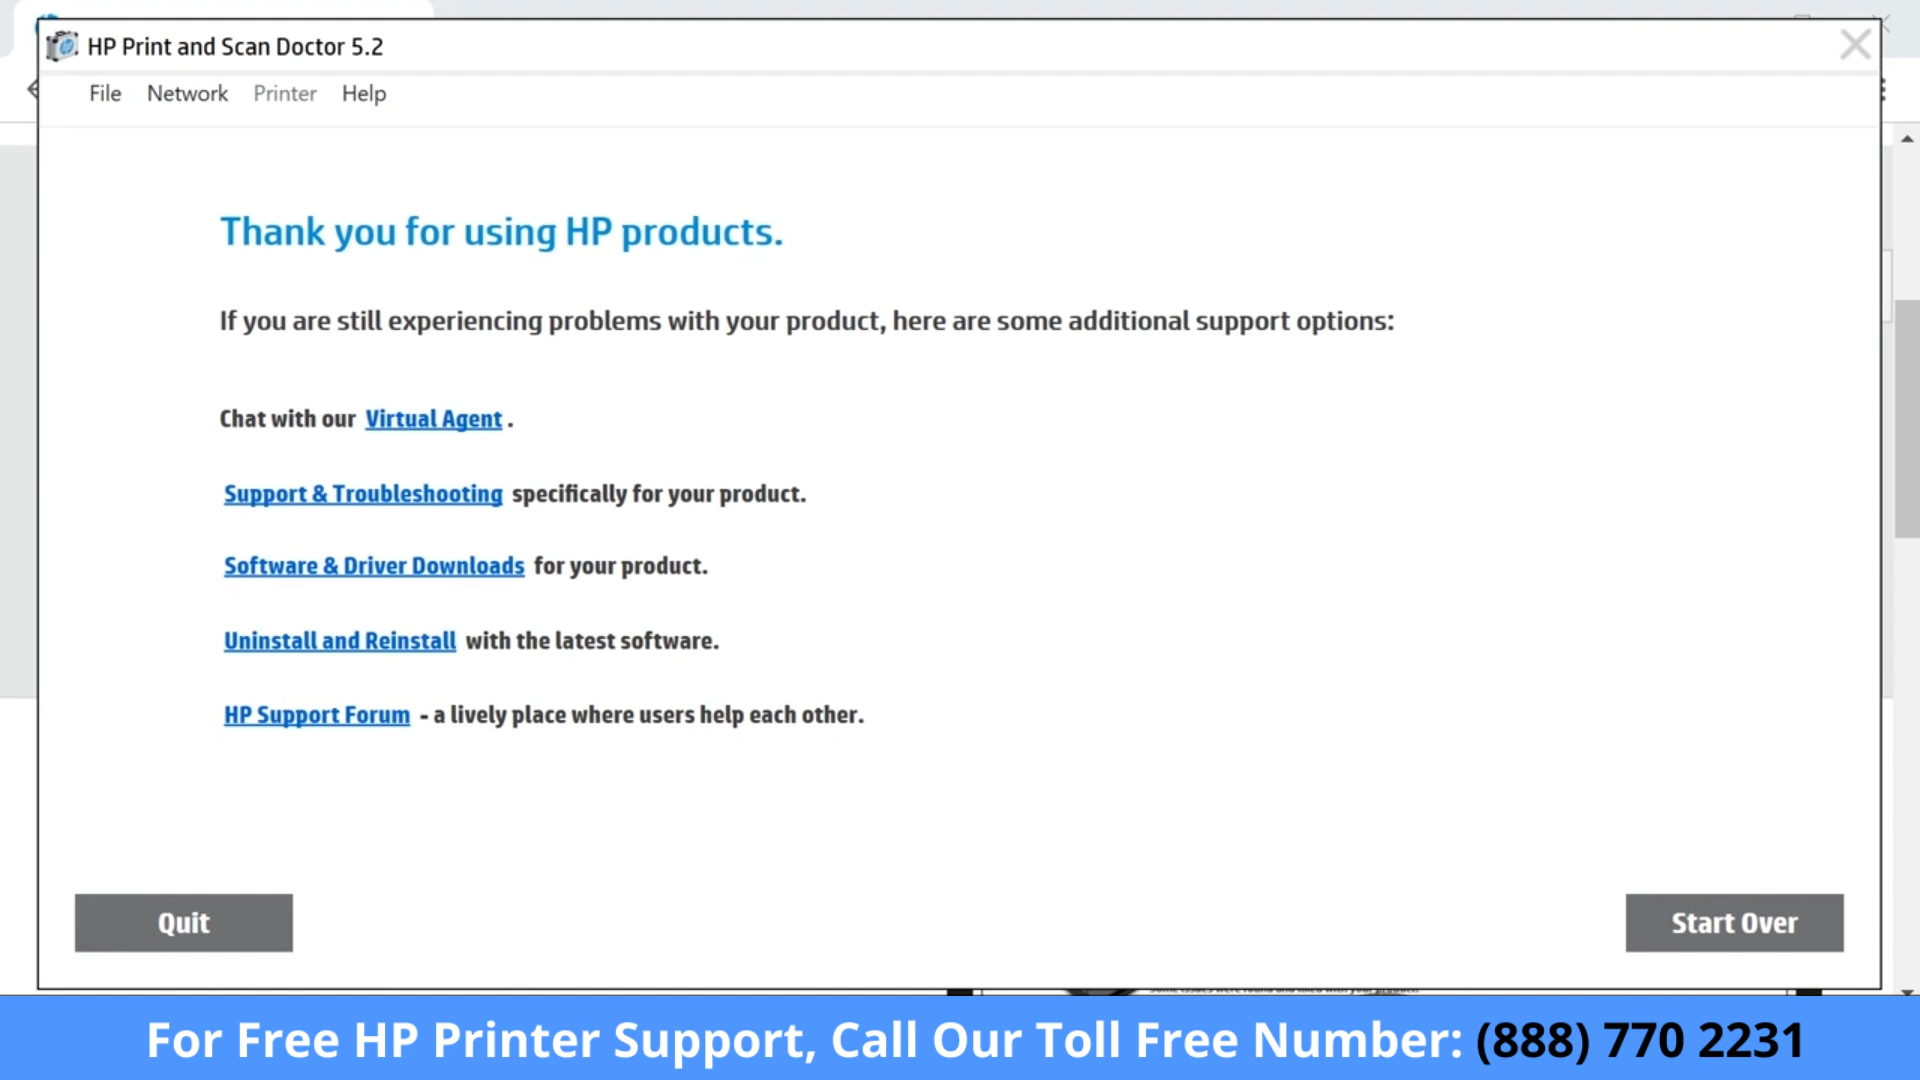 HP Print and Scan Doctor 5.2
File Network Printer Help
Thank you for using HP products.
If you are still experiencing problems with your product, here are some additional support options:
Chat with our Virtual Agent .
Support & Troubleshooting specifically for your product.
Software & Driver Downloads for your product.
Uninstall and Reinstall with the latest software.
HP Support Forum - a lively place where users help each other.
Quit Start Over
For Free HP Printer Support, Call Our Toll Free Number: (888) 770 2231